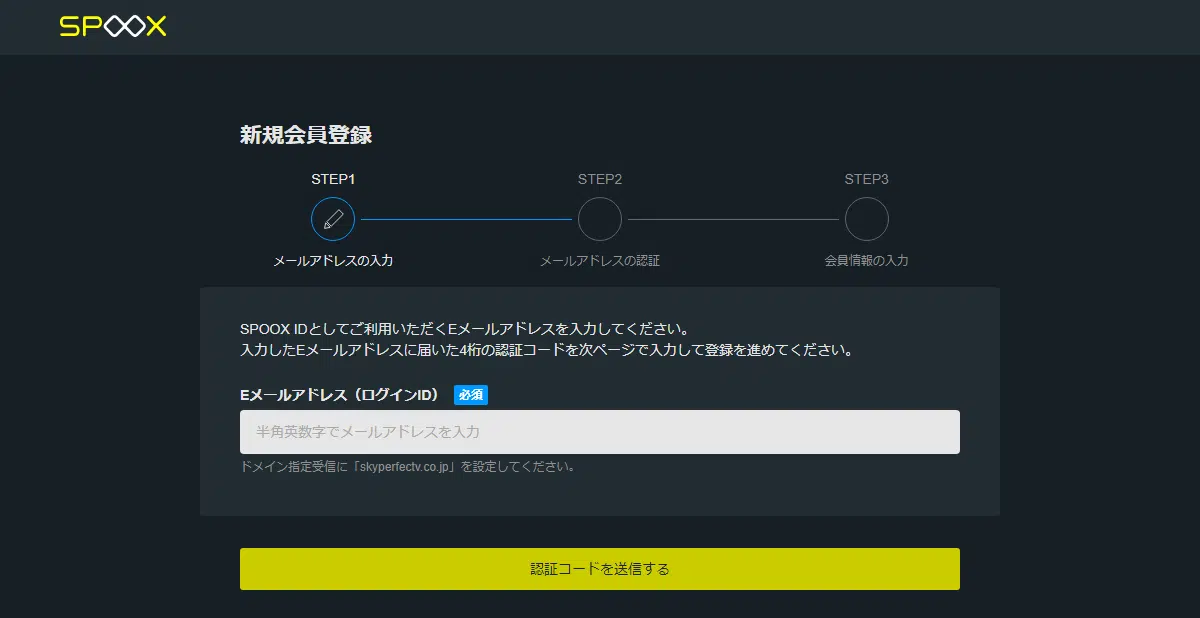 SPOOX
新規会員登録
STEP1
STEP2
STEP3
メールアドレスの入力
メールアドレスの認証
会員情報の入力
SPOOX IDとしてご利用いただくEメールアドレスを入力してください。
入力したEメールアドレスに届いた4桁の認証コードを次ページで入力して登録を進めてください。
Eメールアドレス（ログインID） 必須
半角英数字でメールアドレスを入力
ドメイン指定受信に「skyperfectv.co.jp」を設定してください。
認証コードを送信する